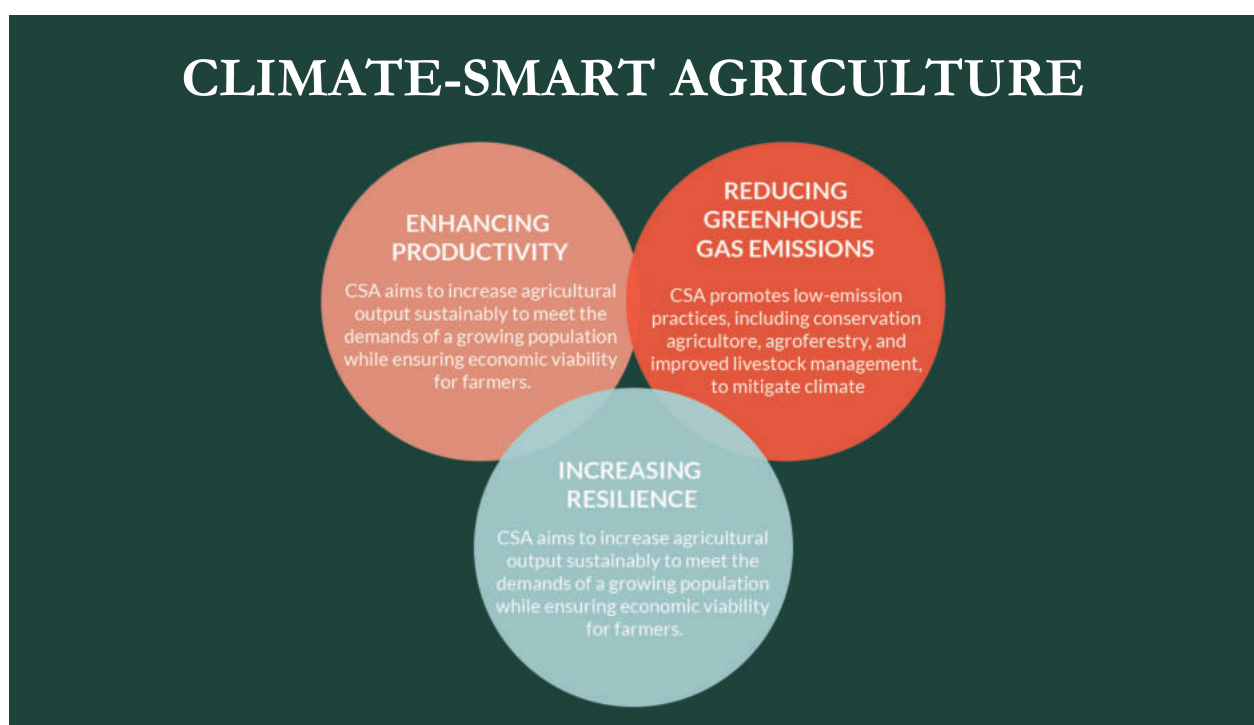 CLIMATE-SMART AGRICULTURE
ENHANCING
PRODUCTIVITY
CSA aims to increase agricultural
output sustainably to meet the
demands of a growing population
while ensuring economic viability
for farmers.
REDUCING
GREENHOUSE
GAS EMISSIONS
CSA promotes low-emission
practices, including conservation
agricultore, agroferestry, and
improved livestock management,
to mitigate climate
INCREASING
RESILIENCE
CSA aims to increase agricultural
output sustainably to meet the
demands of a growing population
while ensuring economic viability
for farmers.